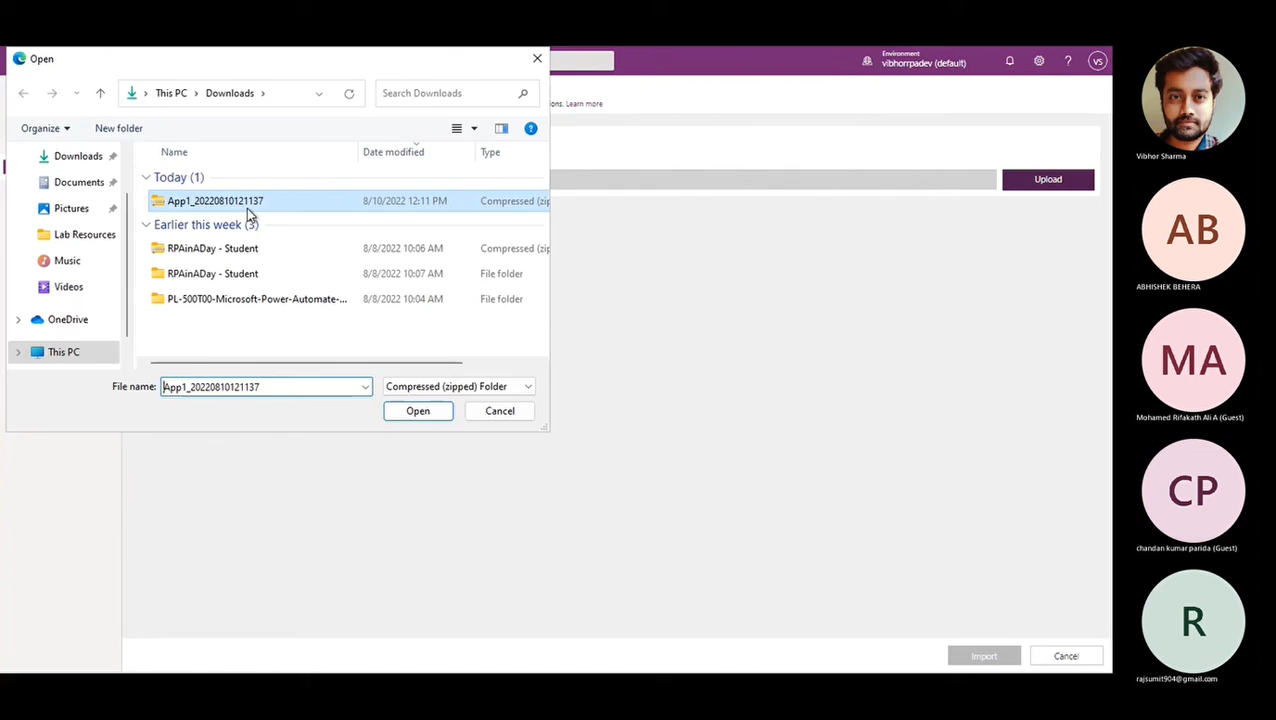 Open
This PC > Downloads >
Search Downloads
Organize
New folder
Name
Date modified
Type
Downloads
Documents
Pictures
Lab Resources
Music
Videos
OneDrive
This PC
Today (1)
App1_20220810121137
8/10/2022 12:11 PM
Compressed (zip
Earlier this week (3)
RPAinADay - Student
8/8/2022 10:06 AM
Compressed (zip
RPAinADay - Student
8/8/2022 10:07 AM
File folder
PL-500T00-Microsoft-Power-Automate-...
8/8/2022 10:04 AM
File folder
File name:
App1_20220810121137
Compressed (zipped) Folder
Open
Cancel
Environment
vibhorrpadev (default)
?
VS
ons. Learn more
Upload
Import
Cancel
Vibhor Sharma
AB
ABHISHEK BEHERA
MA
Mohamed Rifakath Ali A (Guest)
CP
chandan kumar parida (Guest)
R
rajsumit904@gmail.com